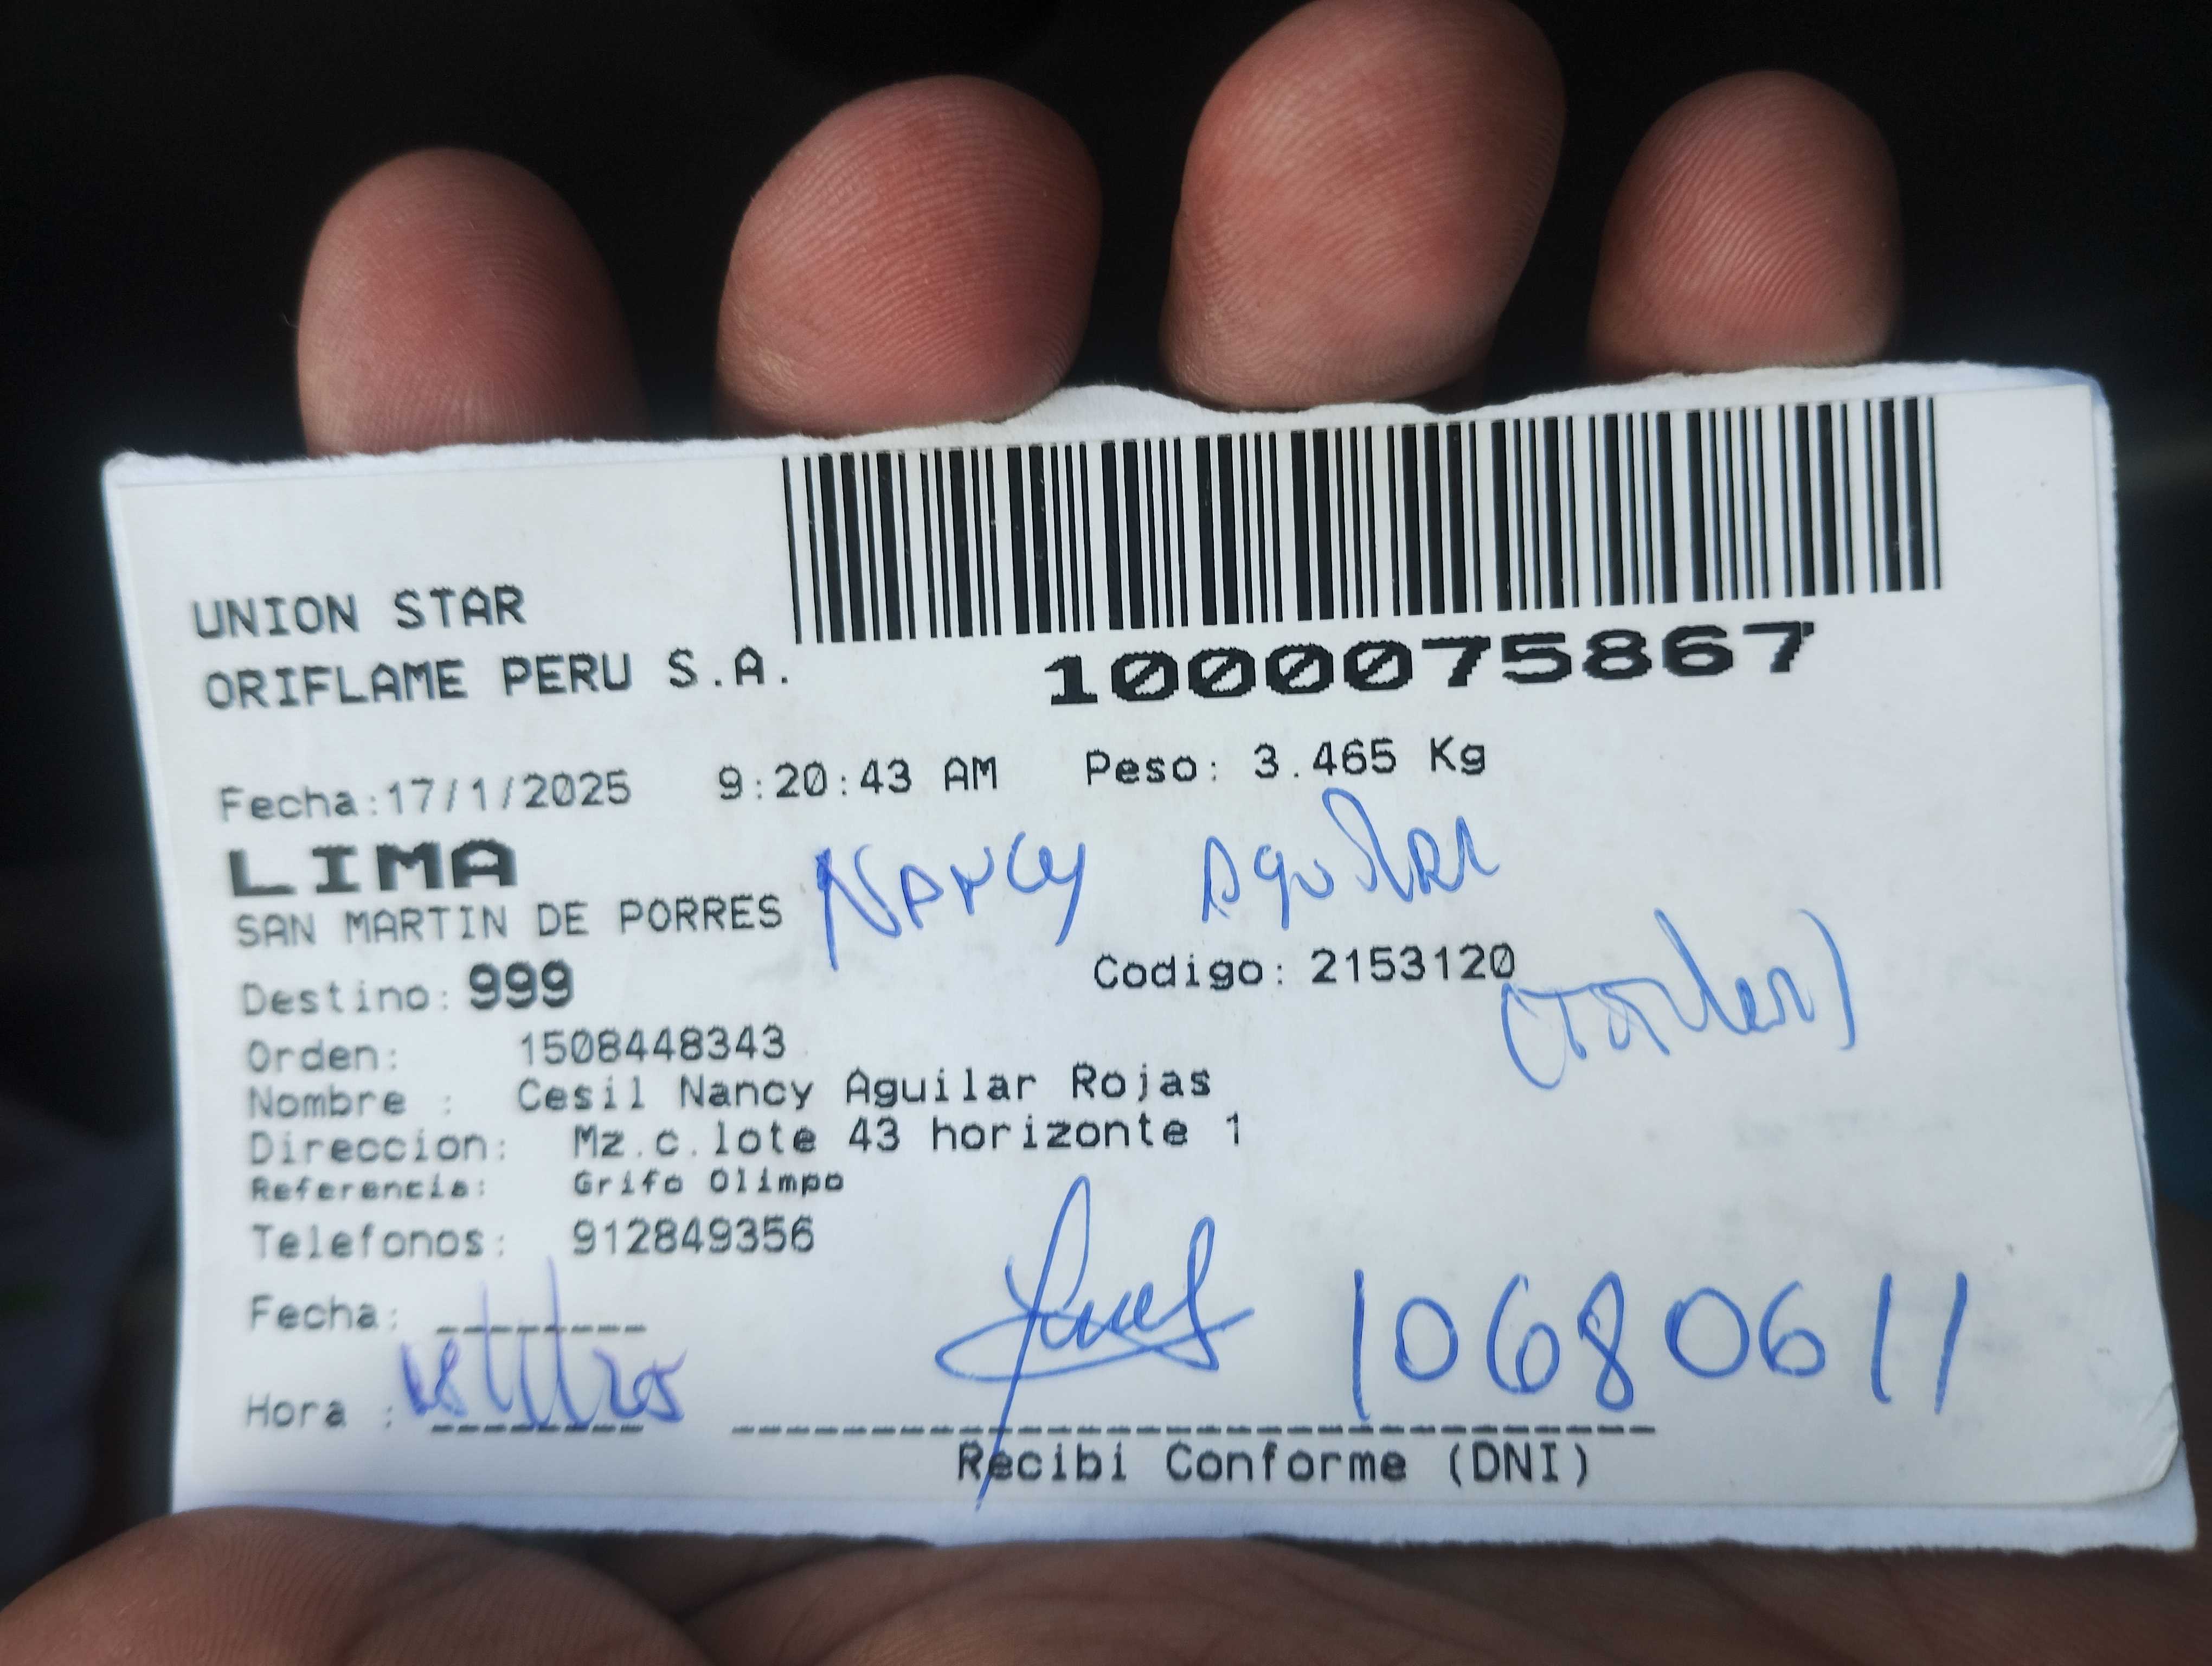 UNION STAR
ORIFLAME PERU S.A.
1000075867
Fecha:17/1/2025 9:20:43 AM Peso: 3.465 Kg
LIMA
SAN MARTIN DE PORRES
Nancy Aguilar
Destino: 999
Codigo: 2153120
Orden: 1508448343
Nombre : Cesil Nancy Aguilar Rojas
Direccion: Mz.c.lote 43 horizonte 1
Referencia: Grifo Olimpo
Telefonos: 912849356
Fecha:
Hora :
10680611
Recibi Conforme (DNI)